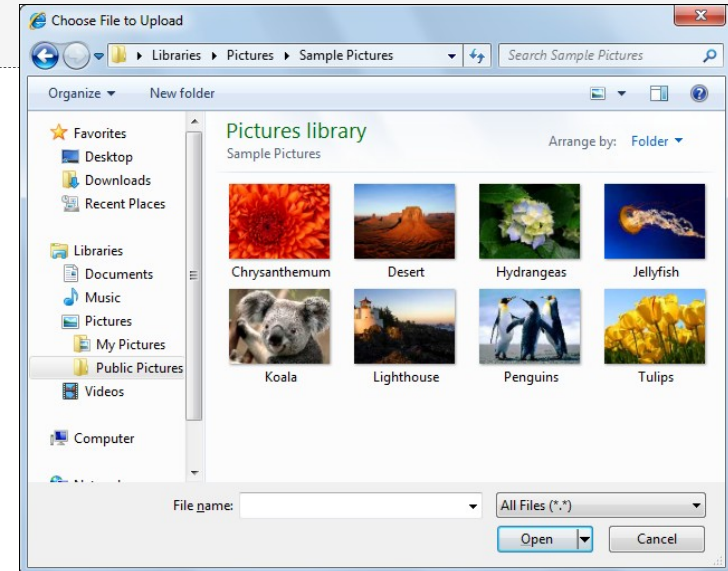 Choose File to Upload
Libraries Pictures Sample Pictures
Search Sample Pictures
Organize New folder
Favorites
Desktop
Downloads
Recent Places
Libraries
Documents
Music
Pictures
My Pictures
Public Pictures
Videos
Computer
Pictures library
Sample Pictures
Arrange by: Folder
Chrysanthemum Desert Hydrangeas Jellyfish
Koala Lighthouse Penguins Tulips
File name: All Files (*.*)
Open Cancel